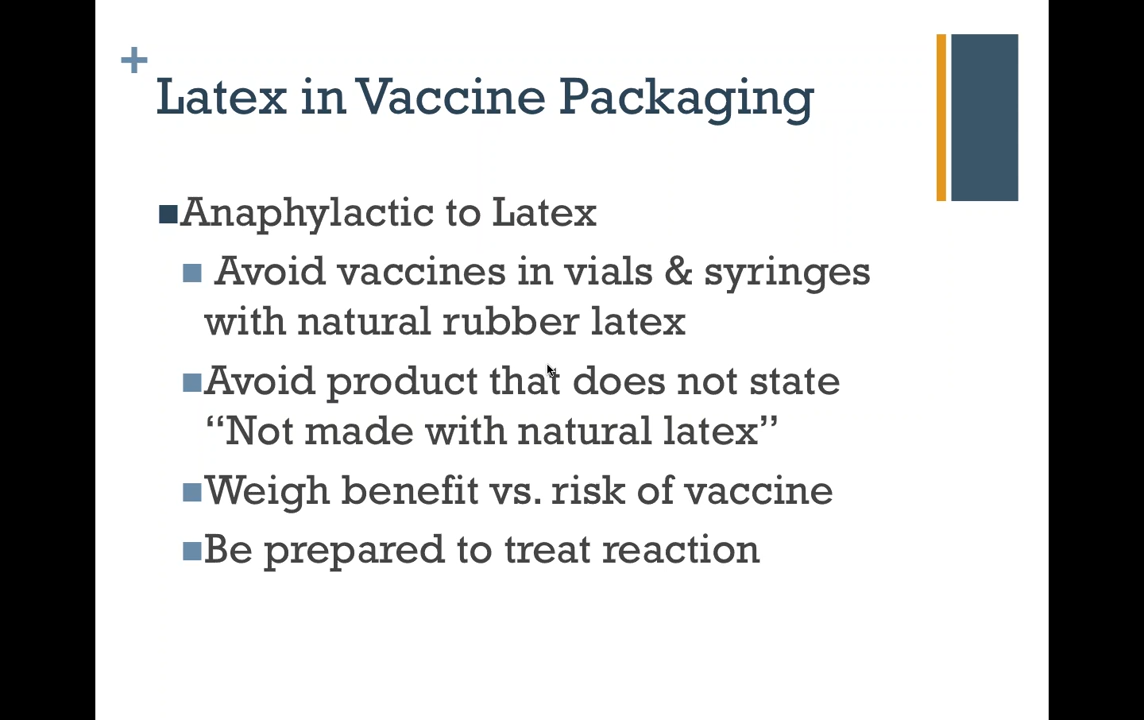 +
Latex in Vaccine Packaging
Anaphylactic to Latex
Avoid vaccines in vials & syringes
with natural rubber latex
Avoid product that does not state
“Not made with natural latex”
Weigh benefit vs. risk of vaccine
Be prepared to treat reaction